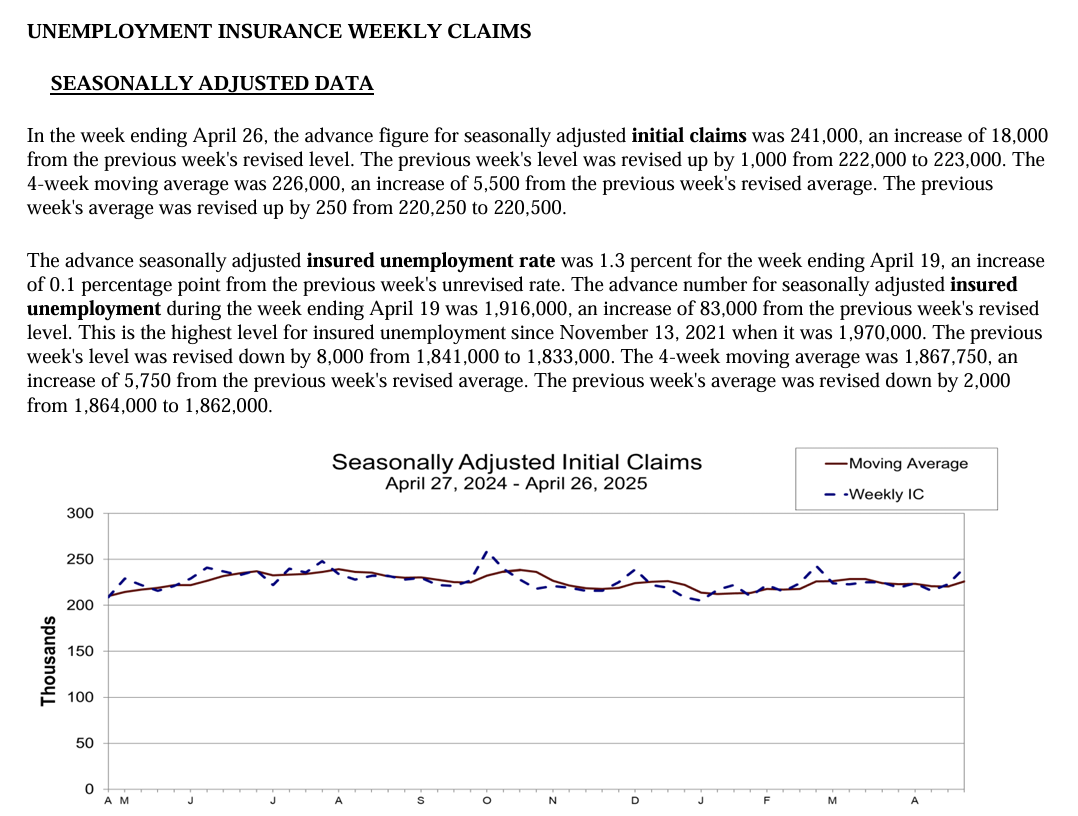 UNEMPLOYMENT INSURANCE WEEKLY CLAIMS
SEASONALLY ADJUSTED DATA
In the week ending April 26, the advance figure for seasonally adjusted initial claims was 241,000, an increase of 18,000
from the previous week's revised level. The previous week's level was revised up by 1,000 from 222,000 to 223,000. The
4-week moving average was 226,000, an increase of 5,500 from the previous week's revised average. The previous
week's average was revised up by 250 from 220,250 to 220,500.
The advance seasonally adjusted insured unemployment rate was 1.3 percent for the week ending April 19, an increase
of 0.1 percentage point from the previous week's unrevised rate. The advance number for seasonally adjusted insured
unemployment during the week ending April 19 was 1,916,000, an increase of 83,000 from the previous week's revised
level. This is the highest level for insured unemployment since November 13, 2021 when it was 1,970,000. The previous
week's level was revised down by 8,000 from 1,841,000 to 1,833,000. The 4-week moving average was 1,867,750, an
increase of 5,750 from the previous week's revised average. The previous week's average was revised down by 2,000
from 1,864,000 to 1,862,000.
Seasonally Adjusted Initial Claims
April 27, 2024 - April 26, 2025
Moving Average
Weekly IC
Thousands
300
250
200
150
100
50
0
A M J J A S O N D J F M A